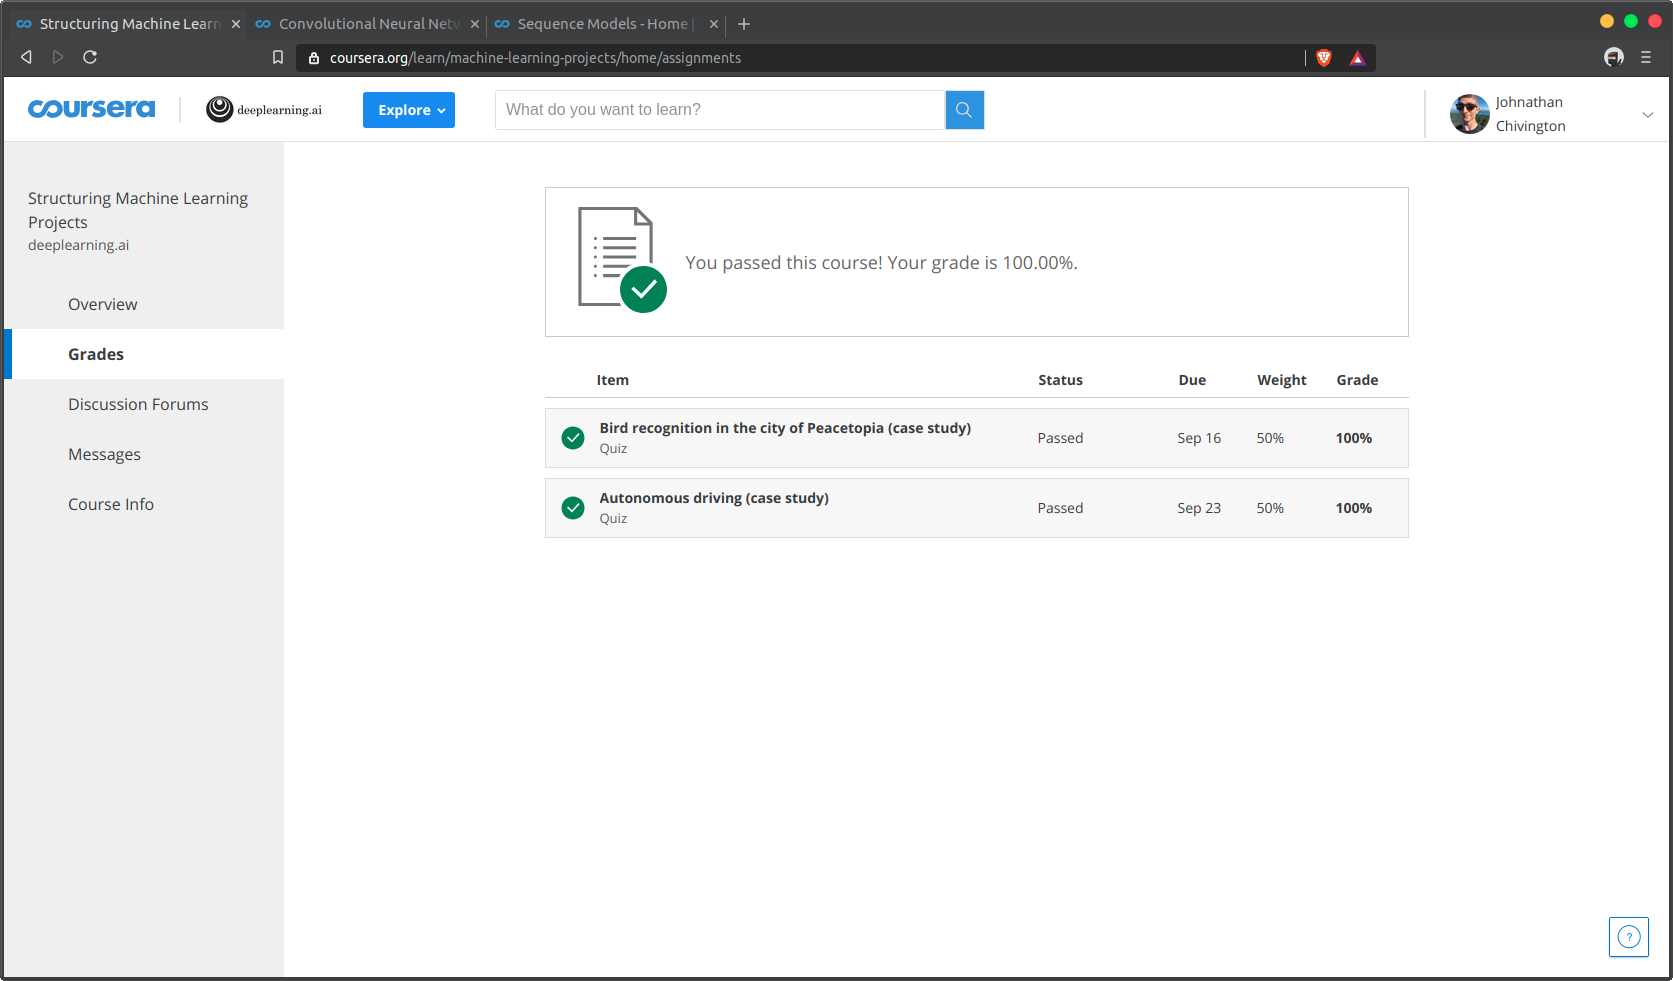 Structuring Machine Learn
Convolutional Neural Netw
Sequence Models - Home |
coursera.org/learn/machine-learning-projects/home/assignments
coursera
deeplearning.ai
Explore
What do you want to learn?
Johnathan
Chivington
Structuring Machine Learning
Projects
deeplearning.ai
Overview
Grades
Discussion Forums
Messages
Course Info
You passed this course! Your grade is 100.00%.
Item Status Due Weight Grade
Bird recognition in the city of Peacetopia (case study)
Quiz
Passed Sep 16 50% 100%
Autonomous driving (case study)
Quiz
Passed Sep 23 50% 100%
?